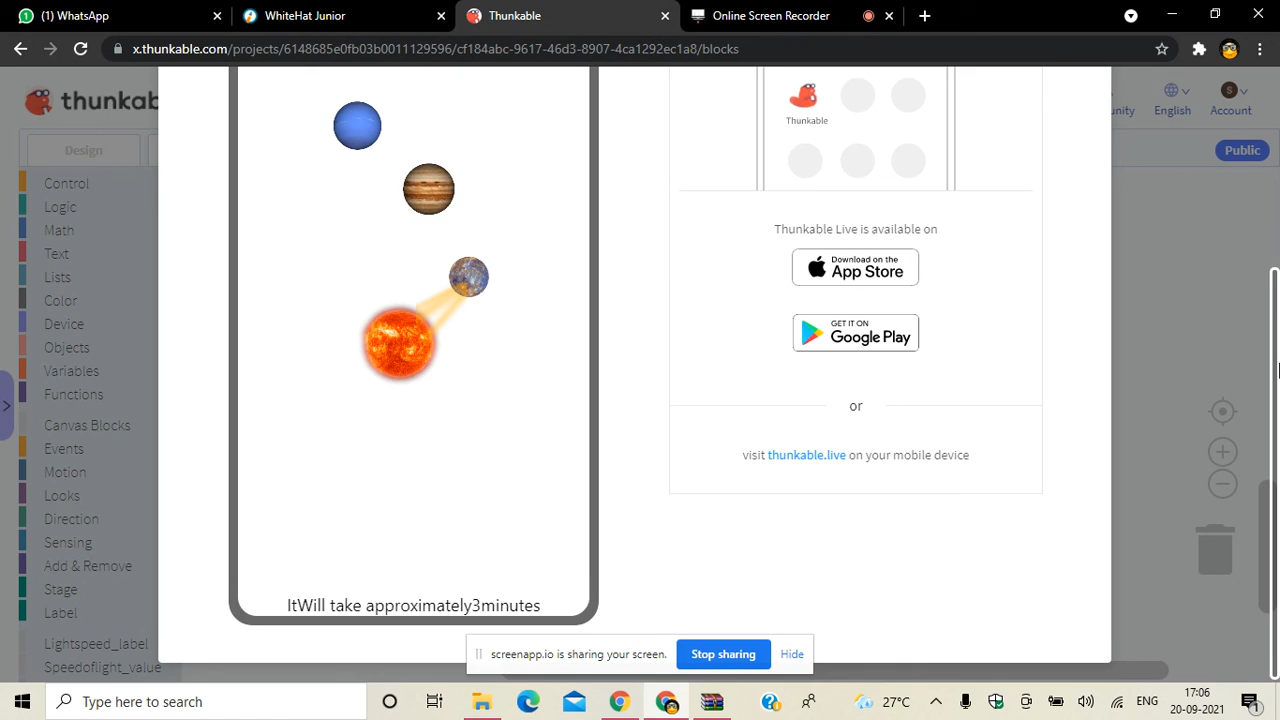 (1) WhatsApp
WhiteHat Junior
Thunkable
Online Screen Recorder
x.thunkable.com/projects/6148685e0fb03b0011129596/cf184abc-9617-46d3-8907-4ca1292ec1a8/blocks
thunkab
unity
English
S
Account
Design
Public
Control
Logic
Math
Text
Lists
Color
Device
Objects
Variables
Functions
Canvas Blocks
Events
Motion
Looks
Direction
Sensing
Add & Remove
Stage
Label
Lightspeed_label
Speedoflight_value
ItWill take approximately3minutes
Thunkable
Thunkable Live is available on
Download on the
App Store
GET IT ON
Google Play
or
visit thunkable.live on your mobile device
screenapp.io is sharing your screen.
Stop sharing
Hide
Type here to search
27°C
ENG
17:06
20-09-2021
1